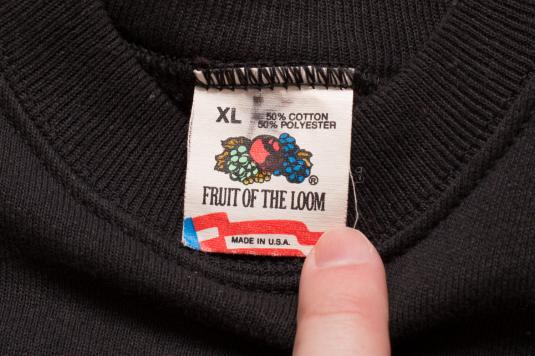 XL
50% COTTON
50% POLYESTER
®
FRUIT OF THE LOOM
MADE IN U.S.A.